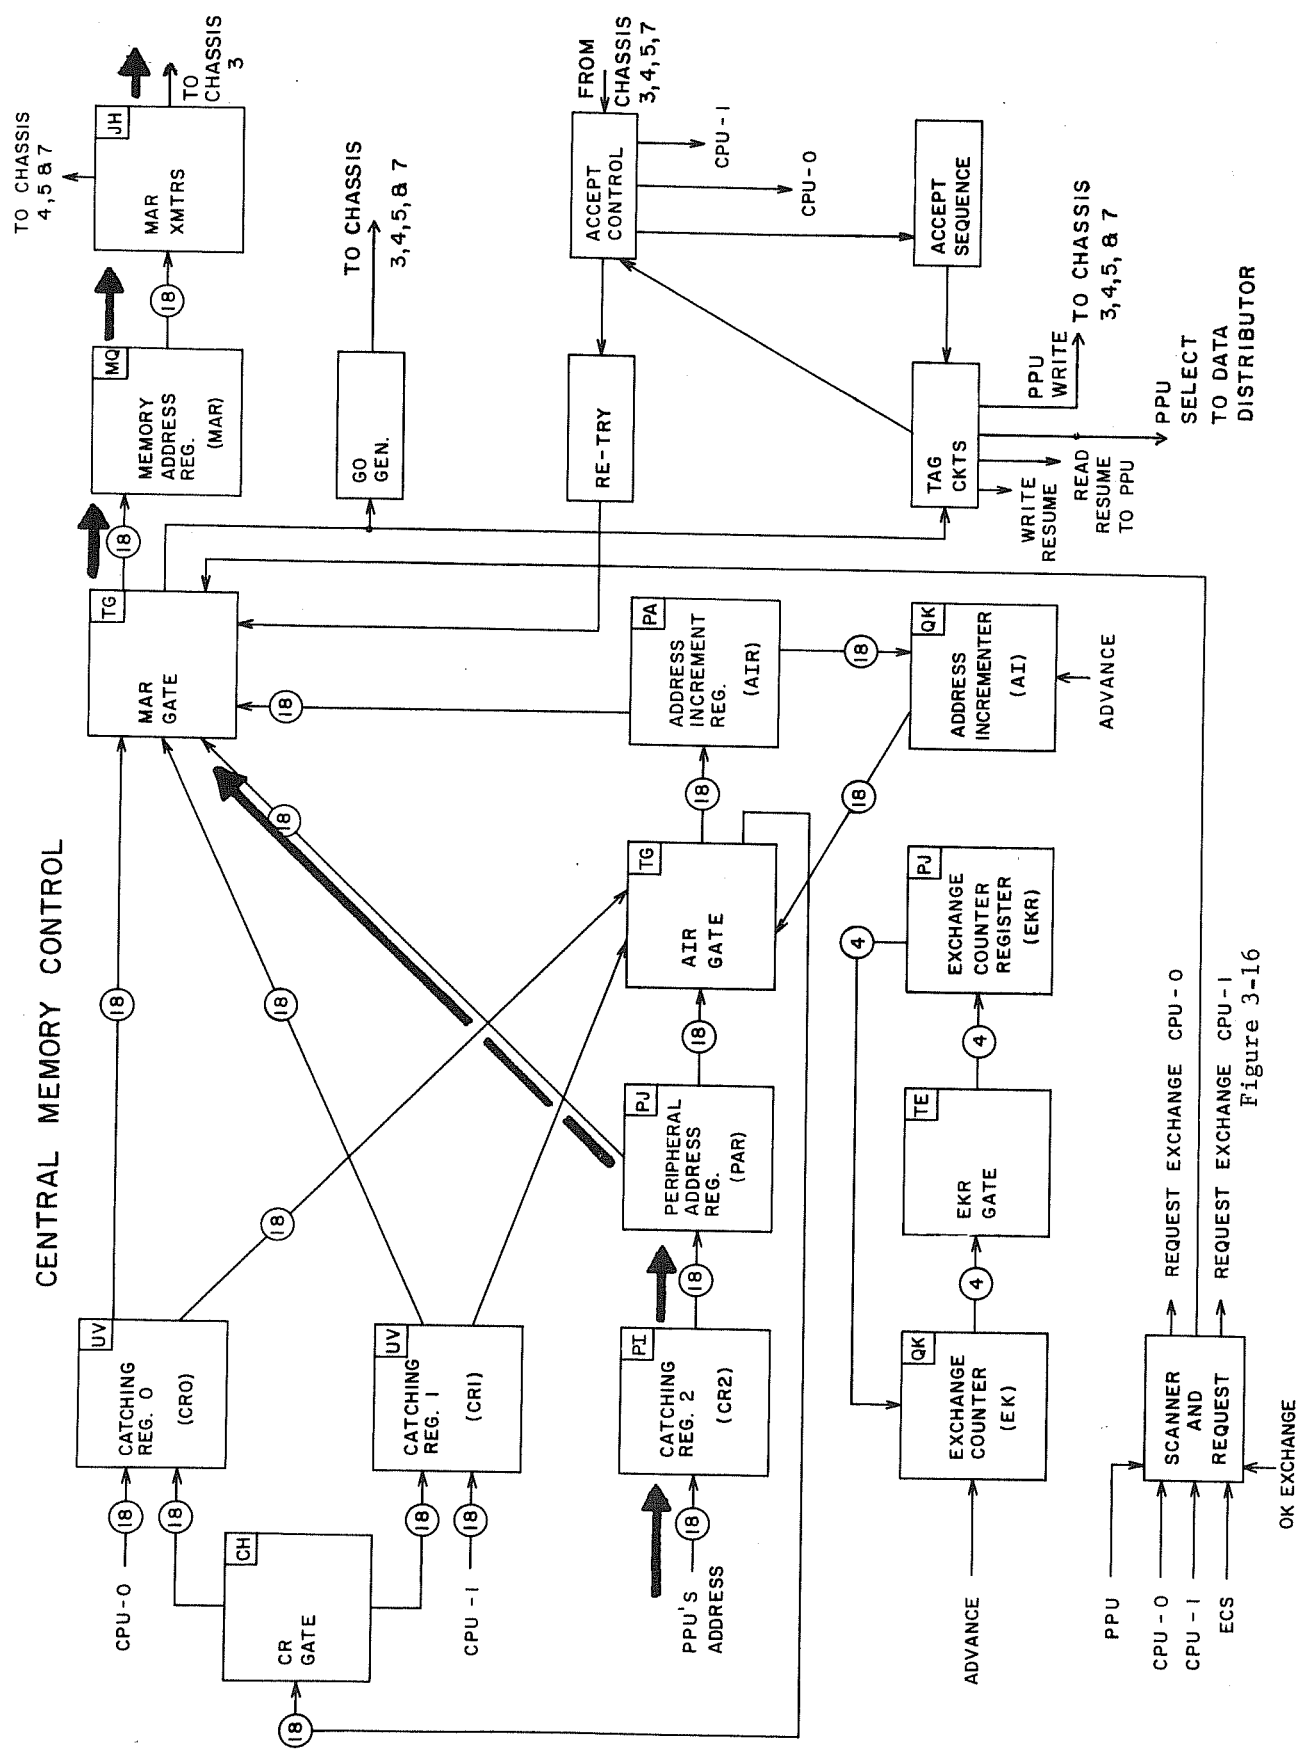 CENTRAL MEMORY CONTROL
CPU-0
18
18
UV
CATCHING
REG. 0
(CR0)
18
18
TG
MAR
GATE
18
MQ
MEMORY
ADDRESS
REG.
(MAR)
18
JH
MAR
XMTRS
TO CHASSIS
4,5 & 7
TO
CHASSIS
3
CH
CR
GATE
18
18
CPU-1
18
UV
CATCHING
REG. 1
(CR1)
18
18
18
GO
GEN.
TO CHASSIS
3,4,5, & 7
PPU'S
ADDRESS
18
PI
CATCHING
REG. 2
(CR2)
18
PJ
PERIPHERAL
ADDRESS
REG.
(PAR)
18
TG
AIR
GATE
18
PA
ADDRESS
INCREMENT
REG.
(AIR)
18
18
QK
ADDRESS
INCREMENTER
(AI)
ADVANCE
RE-TRY
ACCEPT
CONTROL
FROM
CHASSIS
3,4,5,7
CPU-1
CPU-0
ACCEPT
SEQUENCE
TAG
CKTS
WRITE
RESUME
READ
RESUME
TO PPU
PPU
WRITE
TO CHASSIS
3,4,5, & 7
PPU
SELECT
TO DATA
DISTRIBUTOR
ADVANCE
QK
EXCHANGE
COUNTER
(EK)
4
TE
EKR
GATE
4
PJ
EXCHANGE
COUNTER
REGISTER
(EKR)
4
PPU
CPU-0
CPU-1
ECS
SCANNER
AND
REQUEST
OK EXCHANGE
REQUEST EXCHANGE CPU-0
REQUEST EXCHANGE CPU-1
Figure 3-16